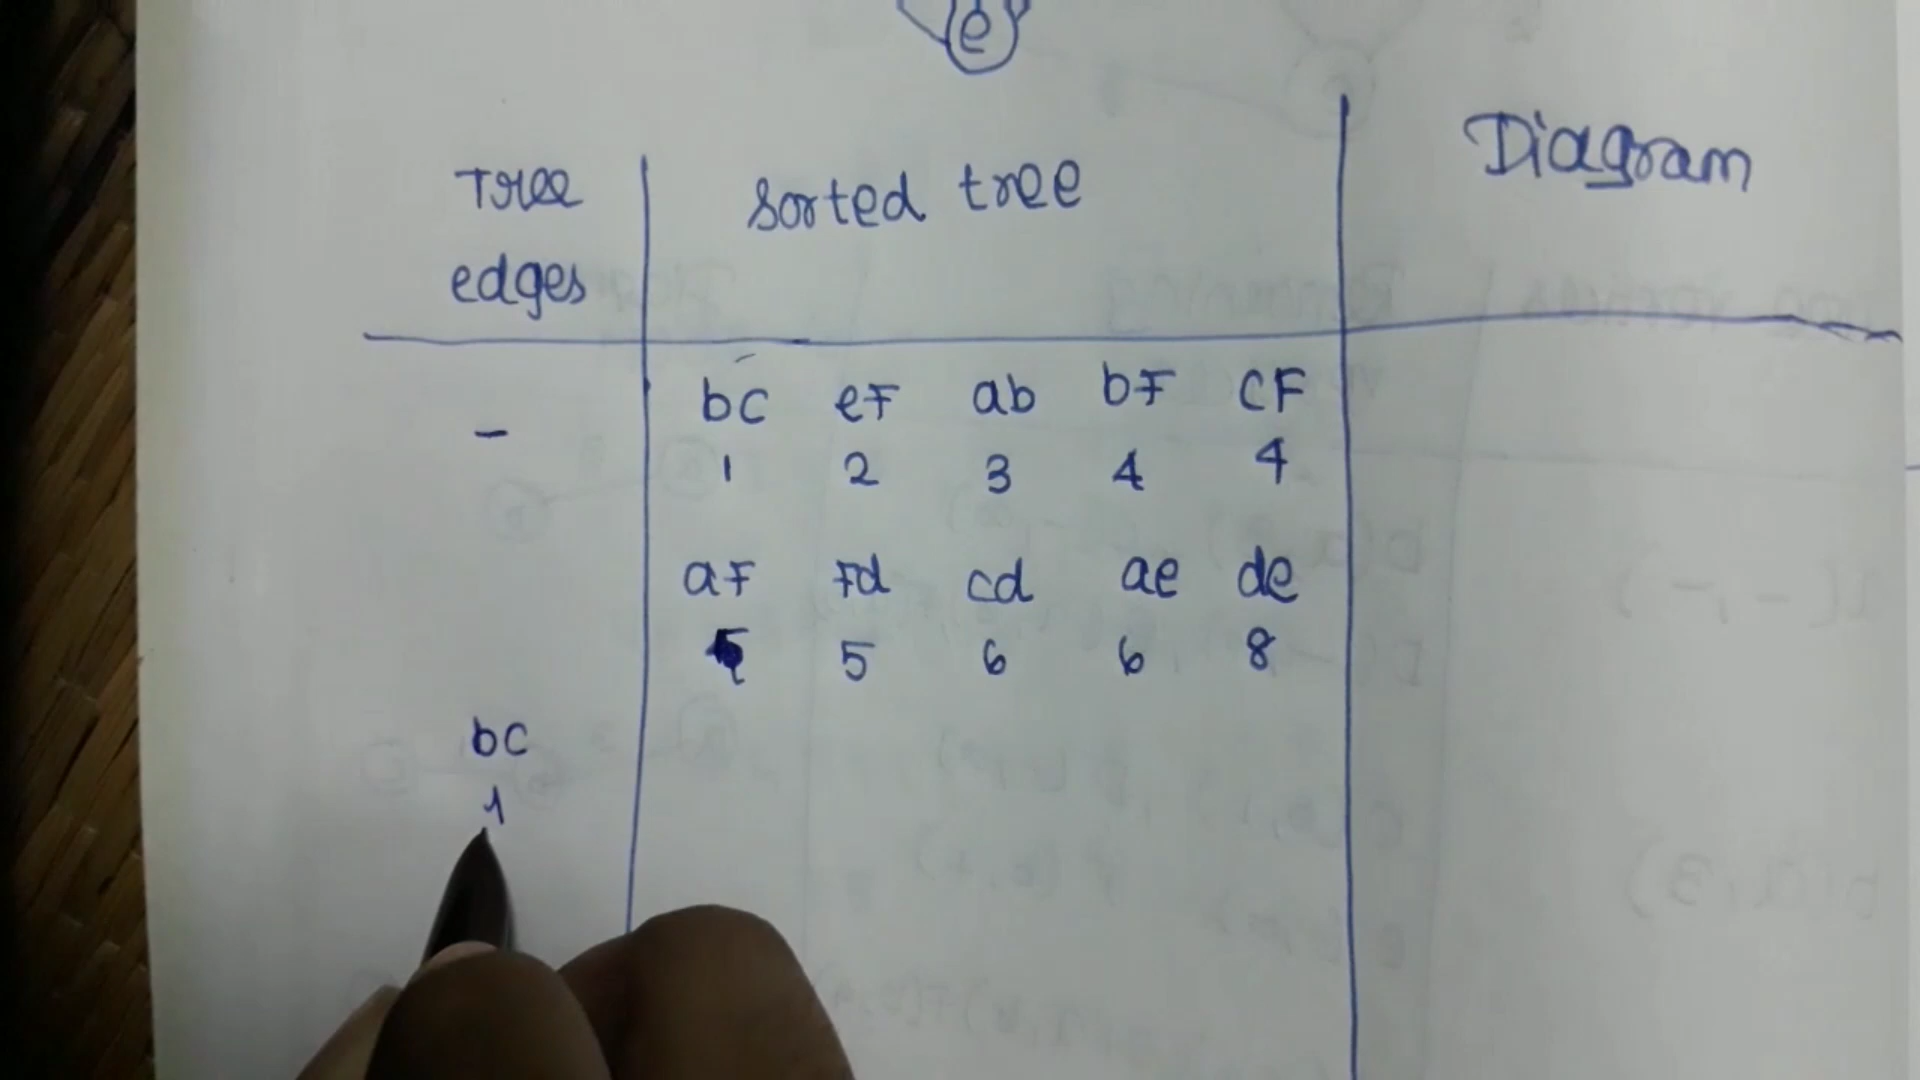 e
Tree edges
sorted tree
Diagram
-
bc eF ab bF cF
1 2 3 4 4
aF Fd cd ae de
5 5 6 6 8
bc
1